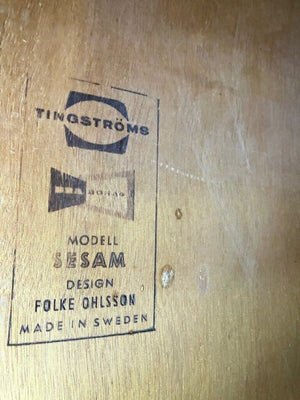 TINGSTRÖMS
MODELL
SESAM
DESIGN
FOLKE OHLSSON
MADE IN SWEDEN